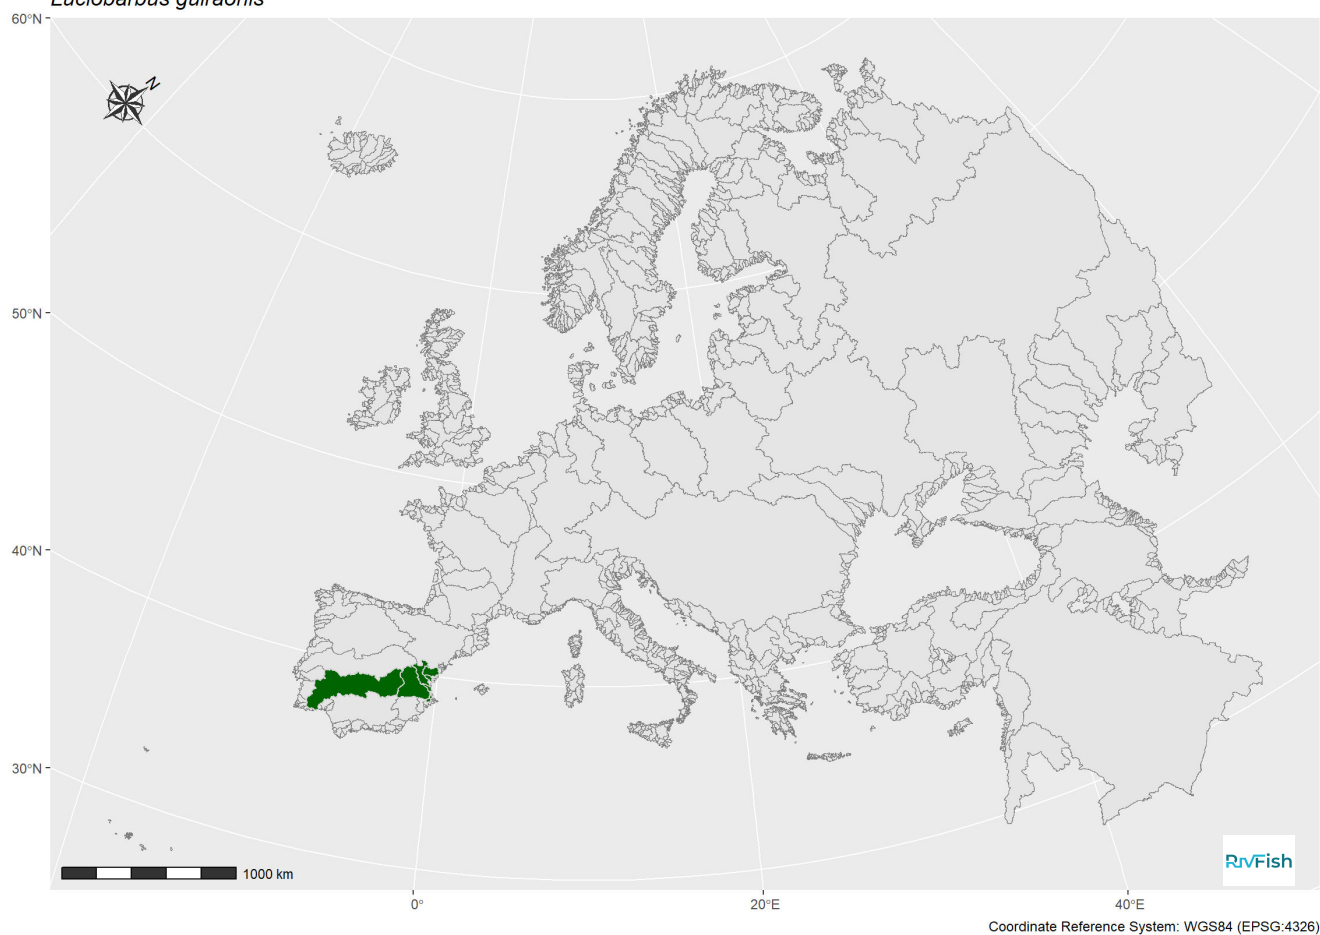 Luciobarbus guiraonis
60°N
N
50°N
40°N
30°N
1000 km
RivFish
0°
20°E
40°E
Coordinate Reference System: WGS84 (EPSG:4326)